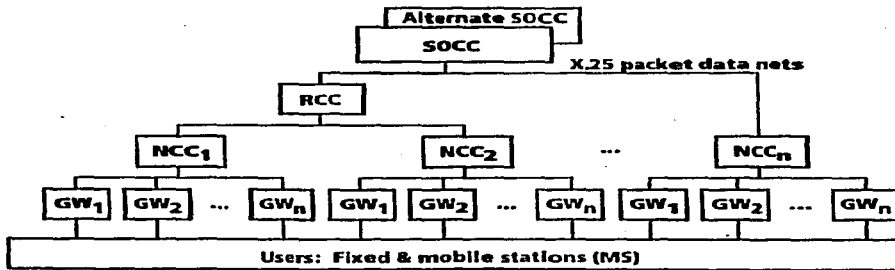 Alternate SOCC
SOCC
X.25 packet data nets
RCC
NCC1 NCC2 ... NCCn
GW1 GW2 ... GWn GW1 GW2 ... GWn GW1 GW2 ... GWn
Users: Fixed & mobile stations (MS)